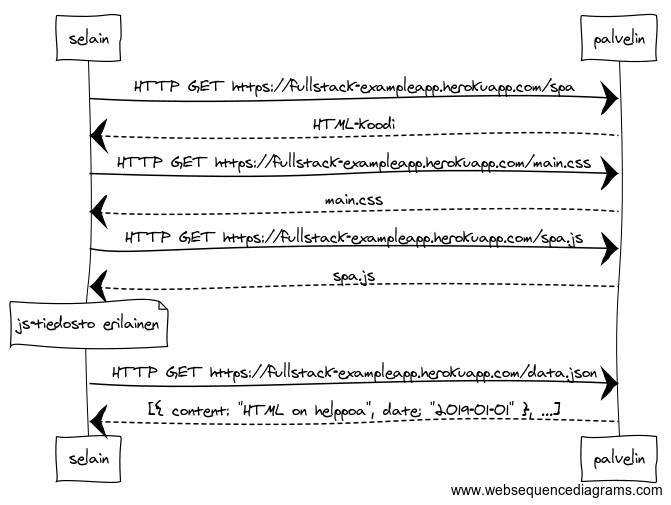 selain palvelin
HTTP GET https://fullstack-exampleapp.herokuapp.com/spa
HTML-koodi
HTTP GET https://fullstack-exampleapp.herokuapp.com/main.css
main.css
HTTP GET https://fullstack-exampleapp.herokuapp.com/spa.js
spa.js
js-tiedosto erilainen
HTTP GET https://fullstack-exampleapp.herokuapp.com/data.json
[{ content: "HTML on helppoa", date: "2019-01-01" }, ...]
selain palvelin
www.websequencediagrams.com